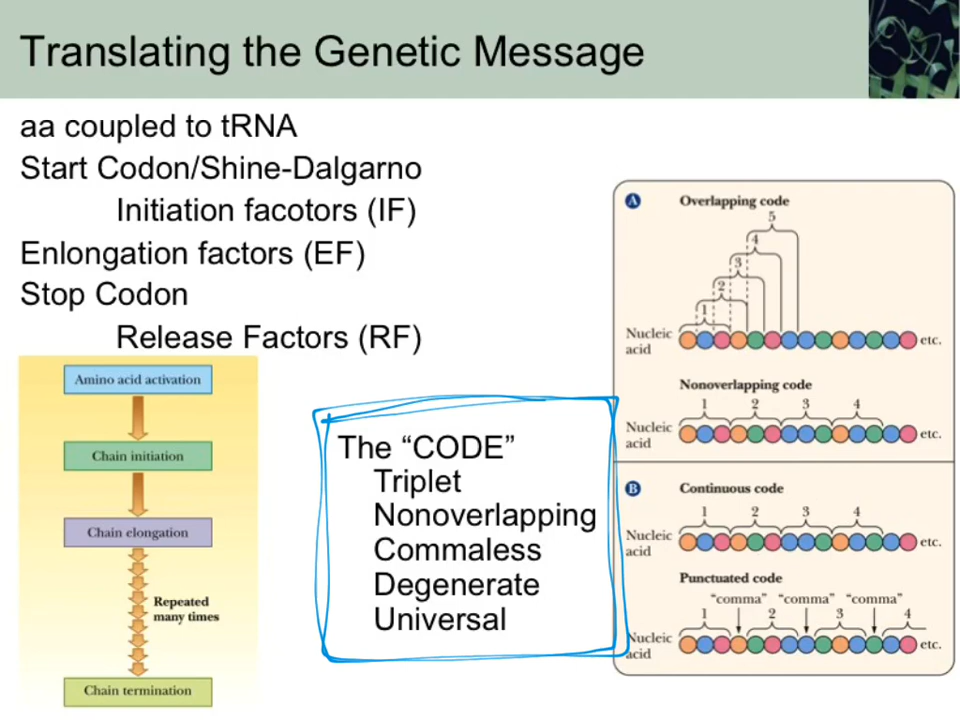 Translating the Genetic Message
aa coupled to tRNA
Start Codon/Shine-Dalgarno
Initiation facotors (IF)
Enlongation factors (EF)
Stop Codon
Release Factors (RF)
Amino acid activation
Chain initiation
Chain elongation
Repeated
many times
Chain termination
The “CODE”
Triplet
Nonoverlapping
Commaless
Degenerate
Universal
A
Overlapping code
5
4
3
2
1
Nucleic
acid
etc.
Nonoverlapping code
1 2 3 4
Nucleic
acid
etc.
B
Continuous code
1 2 3 4
Nucleic
acid
etc.
Punctuated code
“comma” “comma” “comma”
1 2 3 4
Nucleic
acid
etc.